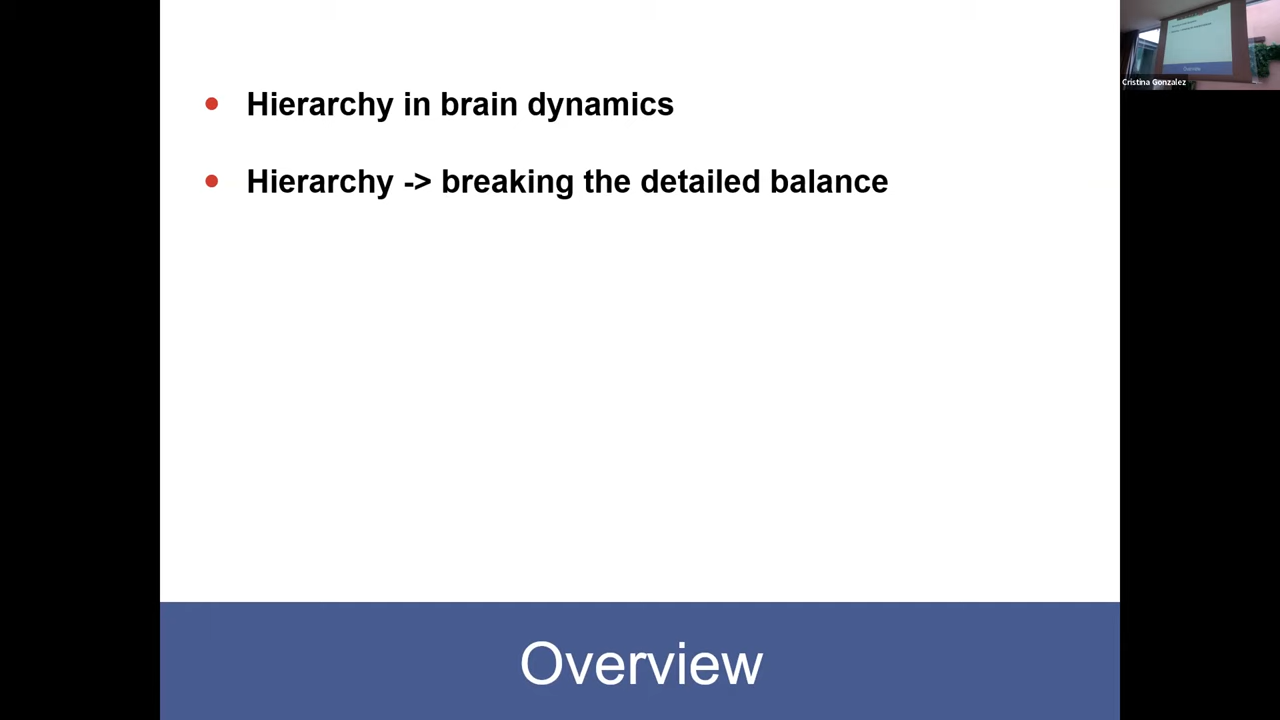 Hierarchy in brain dynamics
Hierarchy -> breaking the detailed balance
Overview
Cristina Gonzalez